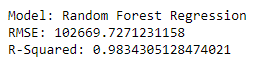 Model: Random Forest Regression
RMSE: 102669.7271231158
R-Squared: 0.9834305128474021